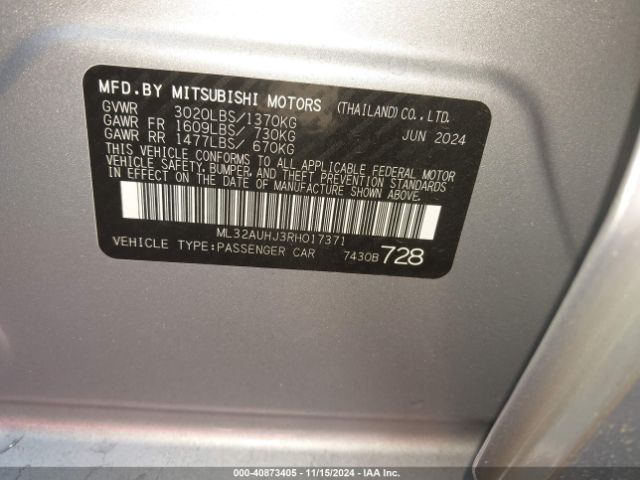 MFD.BY MITSUBISHI MOTORS (THAILAND)CO.,LTD.
GVWR 3020LBS/1370KG JUN 2024
GAWR FR 1609LBS/ 730KG
GAWR RR 1477LBS/ 670KG
THIS VEHICLE CONFORMS TO ALL APPLICABLE FEDERAL MOTOR
VEHICLE SAFETY, BUMPER, AND THEFT PREVENTION STANDARDS
IN EFFECT ON THE DATE OF MANUFACTURE SHOWN ABOVE.
ML32AUHJ3RH017371
VEHICLE TYPE:PASSENGER CAR 7430B 728
000-40873405 - 11/15/2024 - IAA Inc.